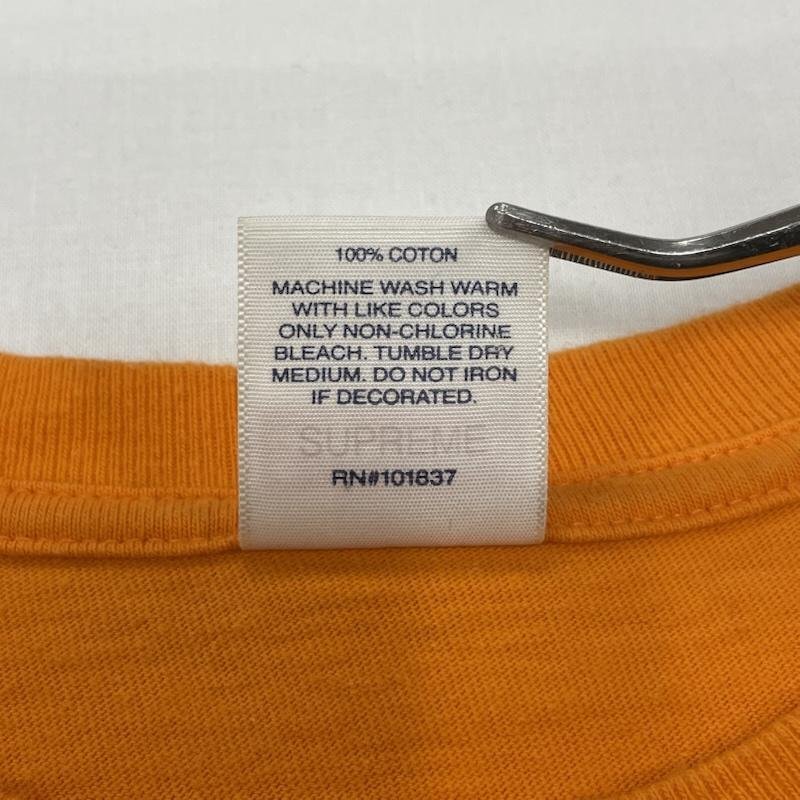 100% COTON
MACHINE WASH WARM
WITH LIKE COLORS
ONLY NON-CHLORINE
BLEACH. TUMBLE DRY
MEDIUM. DO NOT IRON
IF DECORATED.
SUPREME
RN#101837